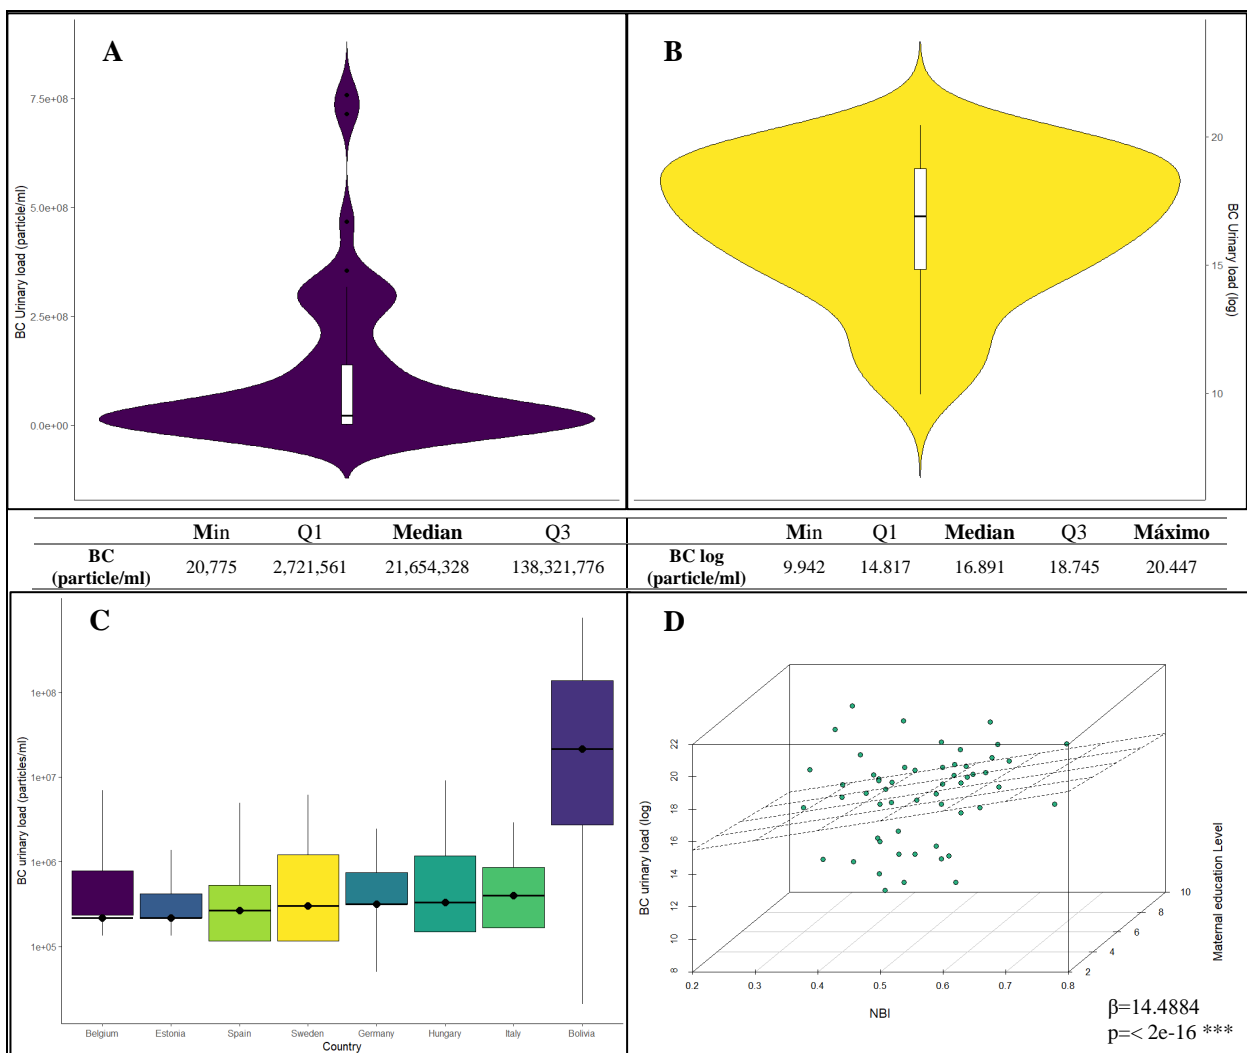 A
B
BC Urinary load (particle/ml)
7.5e+08
5.0e+08
2.5e+08
0.0e+00
20
15
10
BC Urinary load (log)
Min Q1 Median Q3
BC (particle/ml) 20,775 2,721,561 21,654,328 138,321,776
Min Q1 Median Q3 Máximo
BC log (particle/ml) 9.942 14.817 16.891 18.745 20.447
C
BC urinary load (particles/ml)
1e+08
1e+07
1e+06
1e+05
Belgium Estonia Spain Sweden Germany Hungary Italy Bolivia
Country
D
BC urinary load (log)
22
20
18
16
14
12
10
8
0.2 0.3 0.4 0.5 0.6 0.7 0.8
NBI
10
8
6
4
2
Maternal education Level
β=14.4884
p=< 2e-16 ***